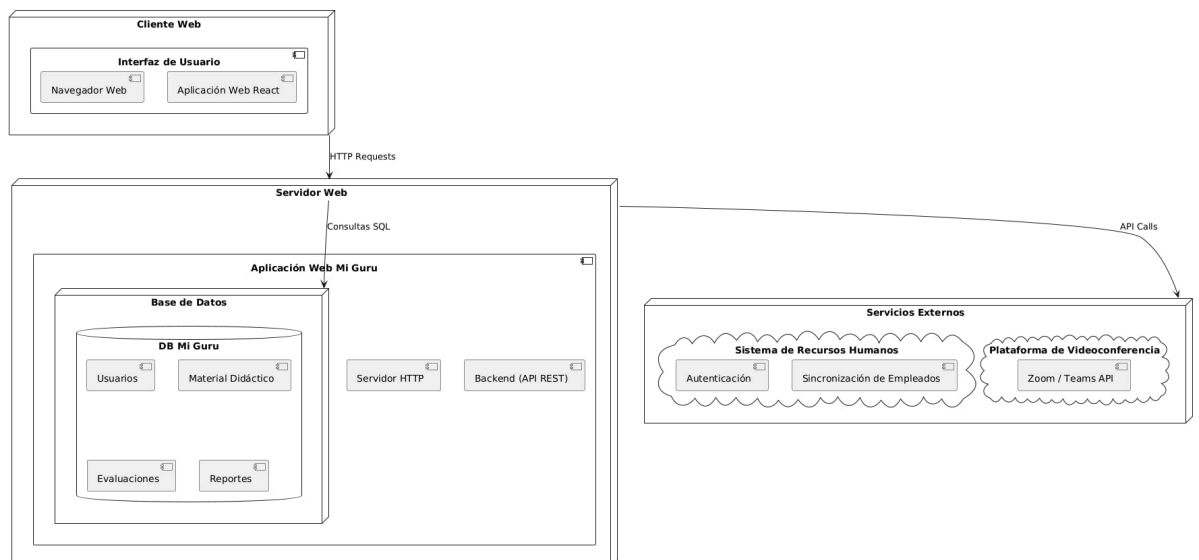 Cliente Web
Interfaz de Usuario
Navegador Web
Aplicación Web React
HTTP Requests
Servidor Web
Consultas SQL
API Calls
Aplicación Web Mi Guru
Base de Datos
DB Mi Guru
Usuarios
Material Didáctico
Servidor HTTP
Backend (API REST)
Evaluaciones
Reportes
Servicios Externos
Sistema de Recursos Humanos
Autenticación
Sincronización de Empleados
Plataforma de Videoconferencia
Zoom / Teams API